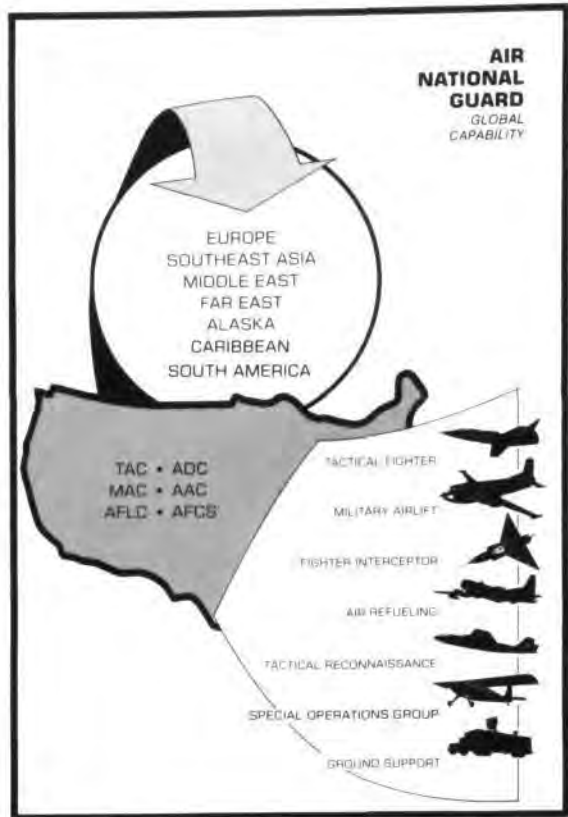 AIR
NATIONAL
GUARD
GLOBAL
CAPABILITY
EUROPE
SOUTHEAST ASIA
MIDDLE EAST
FAR EAST
ALASKA
CARIBBEAN
SOUTH AMERICA
TAC • ADC
MAC • AAC
AFLC • AFCS
TACTICAL FIGHTER
MILITARY AIRLIFT
FIGHTER INTERCEPTOR
AIR REFUELING
TACTICAL RECONNAISSANCE
SPECIAL OPERATIONS GROUP
GROUND SUPPORT